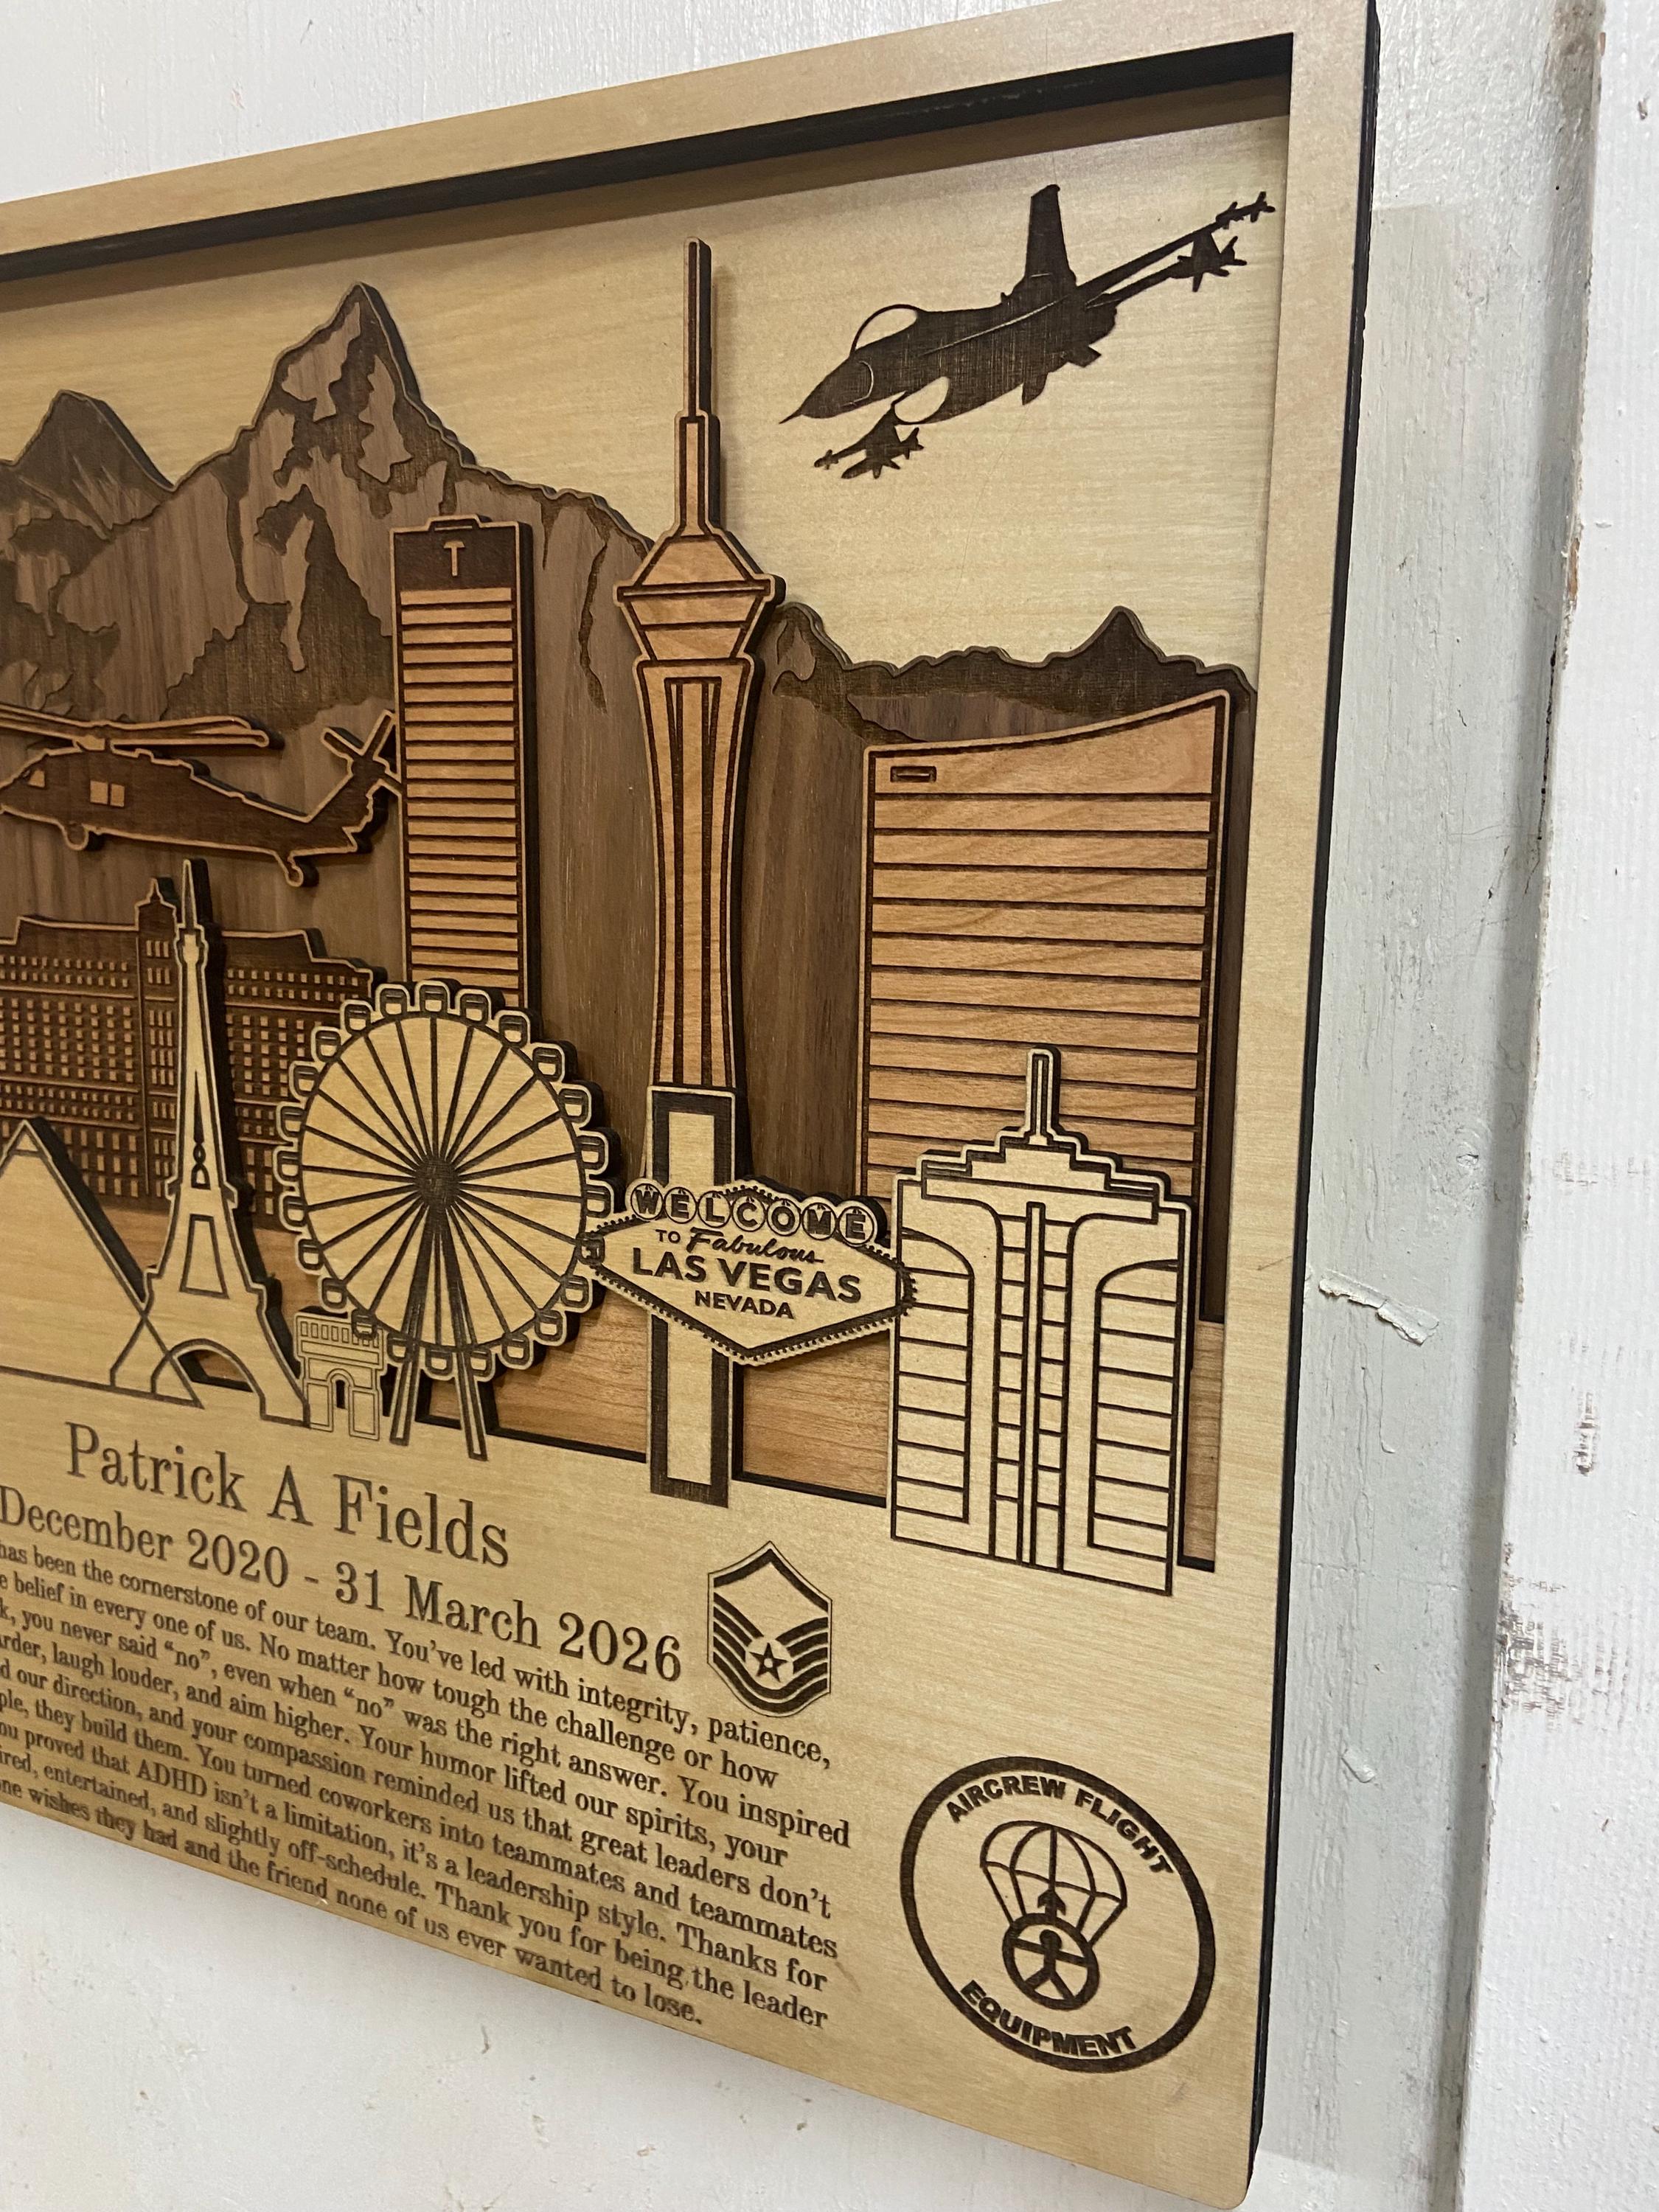 T
WELCOME
TO Fabulous
LAS VEGAS
NEVADA
Patrick A Fields
December 2020 - 31 March 2026
has been the cornerstone of our team. You've led with integrity, patience,
belief in every one of us. No matter how tough the challenge or how
you never said “no”, even when “no” was the right answer. You inspired
laugh louder, and aim higher. Your humor lifted our spirits, your
our direction, and your compassion reminded us that great leaders don't
they build them. You turned coworkers into teammates and teammates
proved that ADHD isn't a limitation, it's a leadership style. Thanks for
entertained, and slightly off-schedule. Thank you for being the leader
wishes they had and the friend none of us ever wanted to lose.
AIRCREW FLIGHT
EQUIPMENT